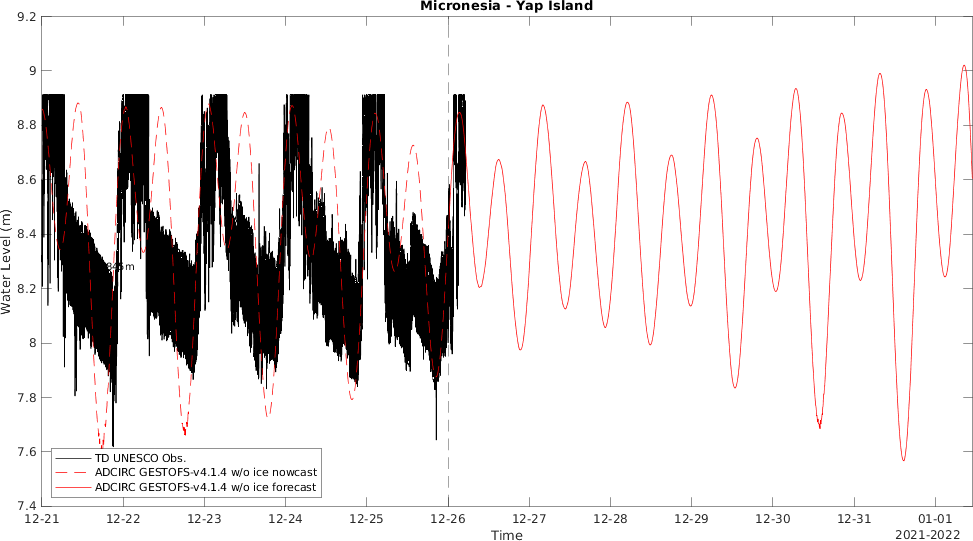 Micronesia - Yap Island
9.2
9
8.8
8.6
8.4
8.2
8
7.8
7.6
7.4
Water Level (m)
TD UNESCO Obs.
ADCIRC GESTOFS-v4.1.4 w/o ice nowcast
ADCIRC GESTOFS-v4.1.4 w/o ice forecast
12-21 12-22 12-23 12-24 12-25 12-26 12-27 12-28 12-29 12-30 12-31 01-01
Time
2021-2022